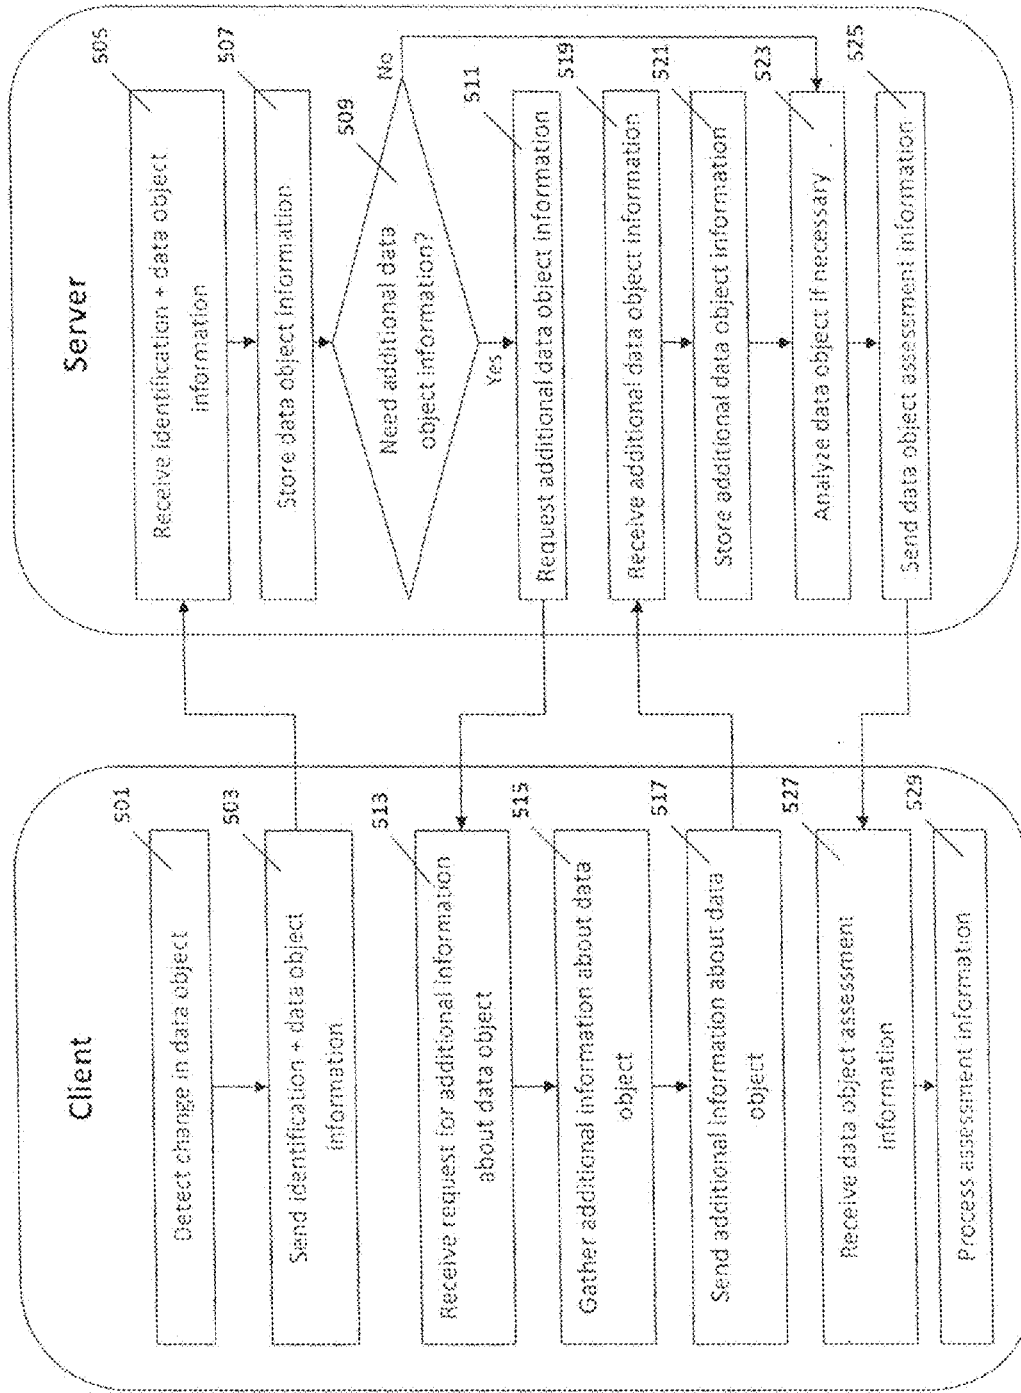 Client
501
Detect change in data object
503
Send identification + data object
information
513
Receive request for additional information
about data object
515
Gather additional information about data
object
517
Send additional information about data
object
527
Receive data object assessment
information
529
Process assessment information
Server
505
Receive identification + data object
information
507
Store data object information
509
Need additional data
object information?
No
Yes
511
Request additional data object information
519
Receive additional data object information
521
Store additional data object information
523
Analyze data object if necessary
525
Send data object assessment information